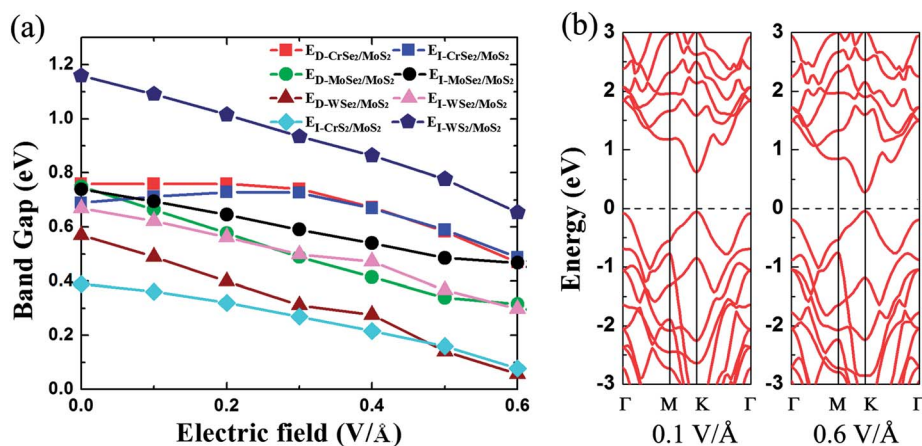 (a)
Band Gap (eV)
1.2
1.0
0.8
0.6
0.4
0.2
0.0
E_D-CrSe₂/MoS₂ E_I-CrSe₂/MoS₂
E_D-MoSe₂/MoS₂ E_I-MoSe₂/MoS₂
E_D-WSe₂/MoS₂ E_I-WSe₂/MoS₂
E_I-CrS₂/MoS₂ E_I-WS₂/MoS₂
0.0 0.2 0.4 0.6
Electric field (V/Å)
(b)
Energy (eV)
3 3
2 2
1 1
0 0
-1 -1
-2 -2
-3 -3
Γ M K Γ Γ M K Γ
0.1 V/Å 0.6 V/Å